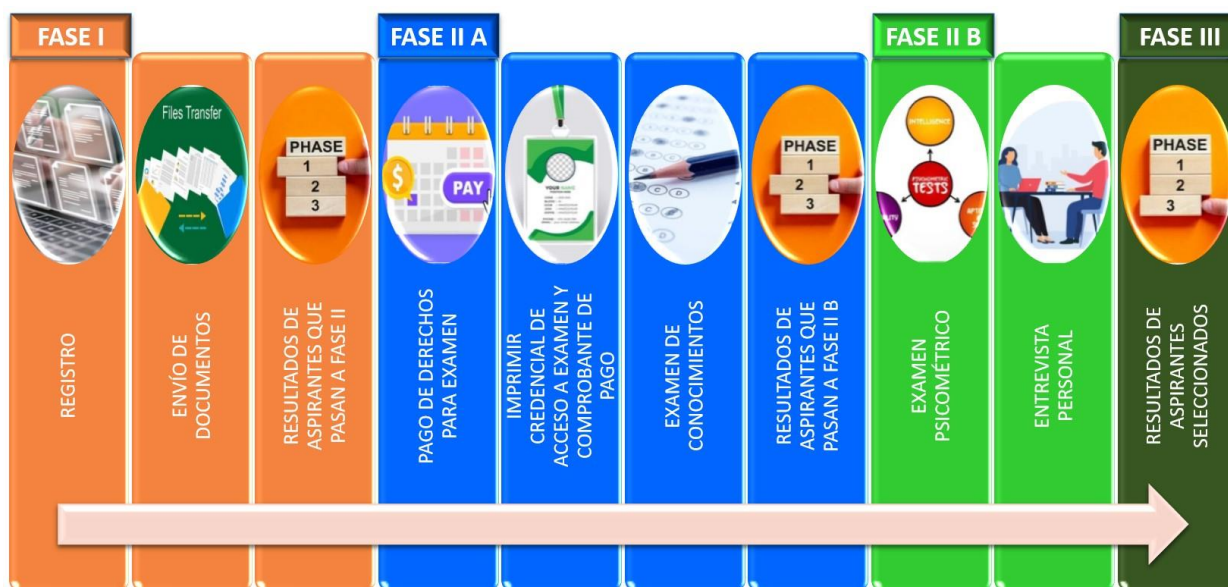 FASE I
FASE II A
FASE II B
FASE III
Files Transfer
PHASE
1
2
3
$
PAY
YOUR NAME
PHASE
1
2
3
INTELLIGENCE
TESTS
PHASE
1
2
3
REGISTRO
ENVÍO DE
DOCUMENTOS
RESULTADOS DE
ASPIRANTES QUE
PASAN A FASE II
PAGO DE DERECHOS
PARA EXAMEN
IMPRIMIR
CREDENCIAL DE
ACCESO A EXAMEN Y
COMPROBANTE DE
PAGO
EXAMEN DE
CONOCIMIENTOS
RESULTADOS DE
ASPIRANTES QUE
PASAN A FASE II B
EXAMEN
PSICOMÉTRICO
ENTREVISTA
PERSONAL
RESULTADOS DE
ASPIRANTES
SELECCIONADOS